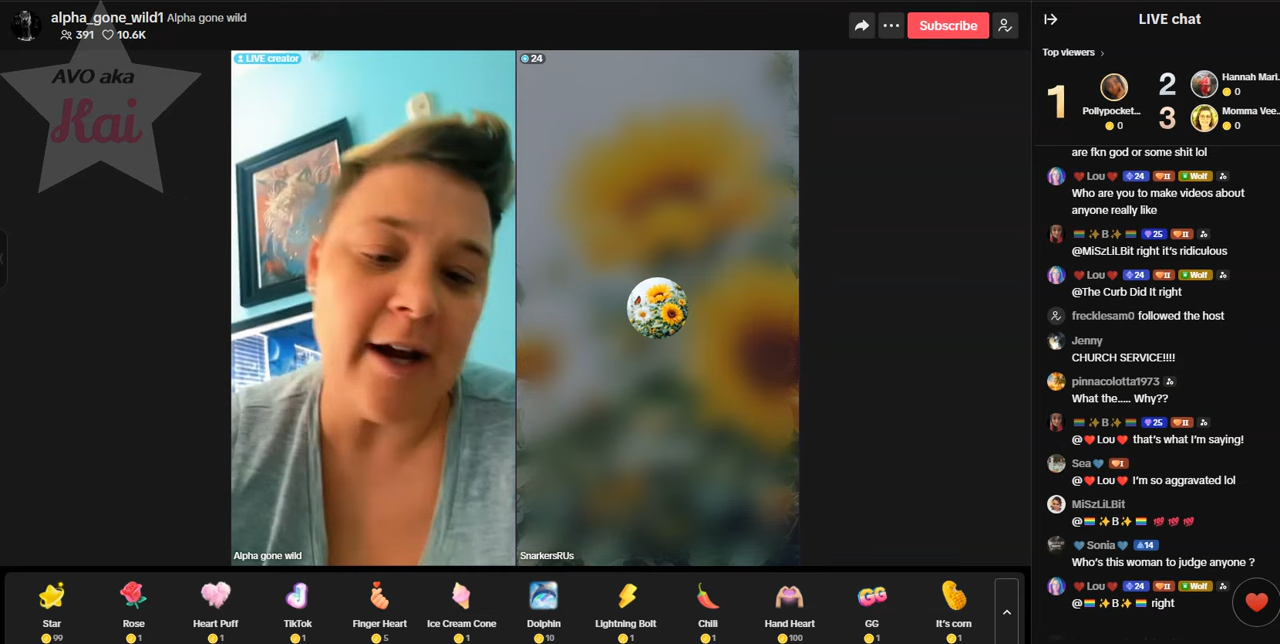 alpha_gone_wild1 Alpha gone wild
391 10.6K
Subscribe
AVO aka
Kai
LIVE creator
24
Alpha gone wild
SnarkersRUs
Star
99
Rose
1
Heart Puff
1
TikTok
1
Finger Heart
5
Ice Cream Cone
1
Dolphin
10
Lightning Bolt
1
Chili
1
Hand Heart
100
GG
1
It's corn
1
LIVE chat
Top viewers
1
Pollypocket...
0
2
Hannah Mari...
0
3
Momma Vee...
0
are fkn god or some shit lol
Lou 24 II Wolf
Who are you to make videos about
anyone really like
B 25 II
@MiSzLiLBit right it's ridiculous
Lou 24 II Wolf
@The Curb Did It right
frecklesam0 followed the host
Jenny
CHURCH SERVICE!!!!
pinnacolotta1973
What the..... Why??
B 25 II
@❤️Lou❤️ that's what I'm saying!
Sea💙 I
@❤️Lou❤️ I'm so aggravated lol
MiSzLiLBit
@🏳️‍🌈✨B✨🏳️‍🌈 💯💯💯
💙Sonia💙 14
Who's this woman to judge anyone ?
Lou 24 II Wolf
@🏳️‍🌈✨B✨🏳️‍🌈 right